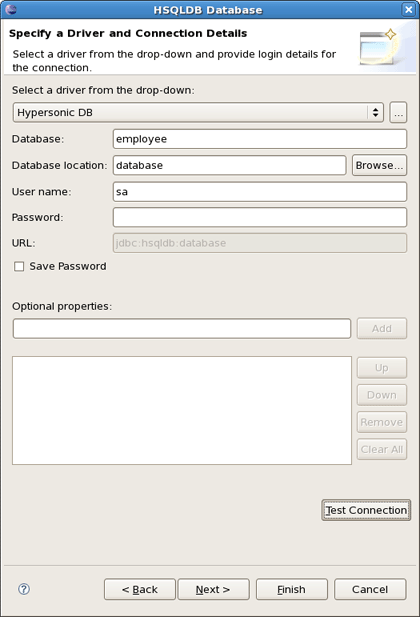 HSQLDB Database
Specify a Driver and Connection Details
Select a driver from the drop-down and provide login details for
the connection.
Select a driver from the drop-down:
Hypersonic DB
...
Database: employee
Database location: database Browse...
User name: sa
Password:
URL: jdbc:hsqldb:database
Save Password
Optional properties:
Add
Up
Down
Remove
Clear All
Test Connection
? < Back Next > Finish Cancel